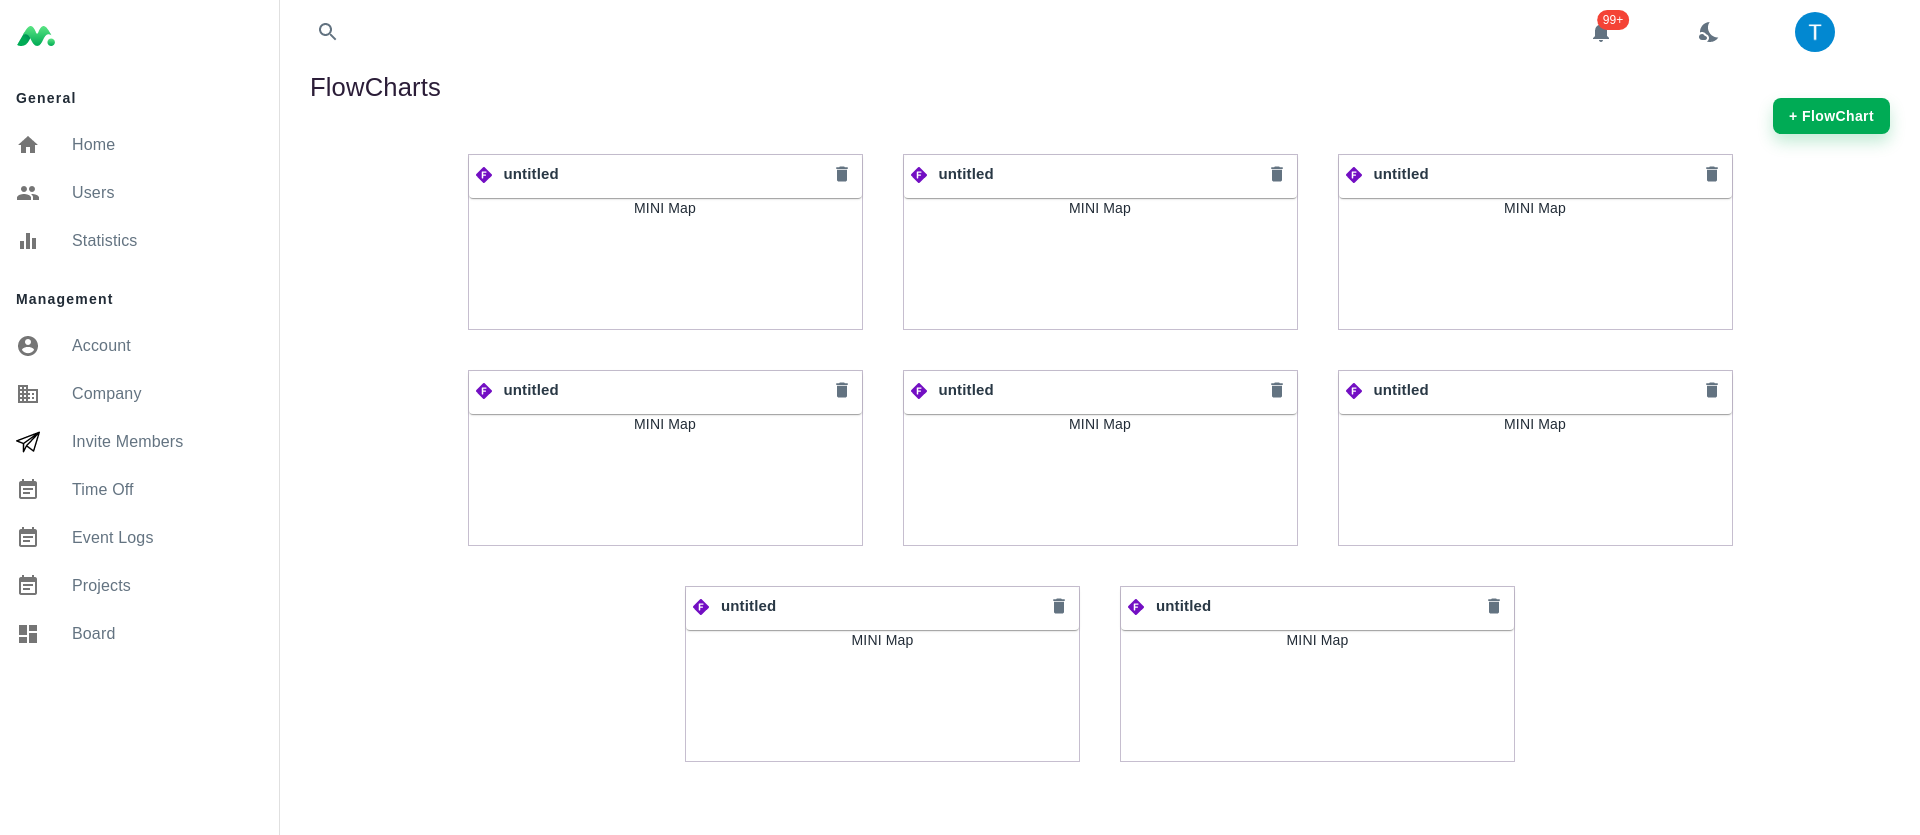 General
Home
Users
Statistics
Management
Account
Company
Invite Members
Time Off
Event Logs
Projects
Board
99+
T
FlowCharts
+ FlowChart
F untitled
MINI Map
F untitled
MINI Map
F untitled
MINI Map
F untitled
MINI Map
F untitled
MINI Map
F untitled
MINI Map
F untitled
MINI Map
F untitled
MINI Map